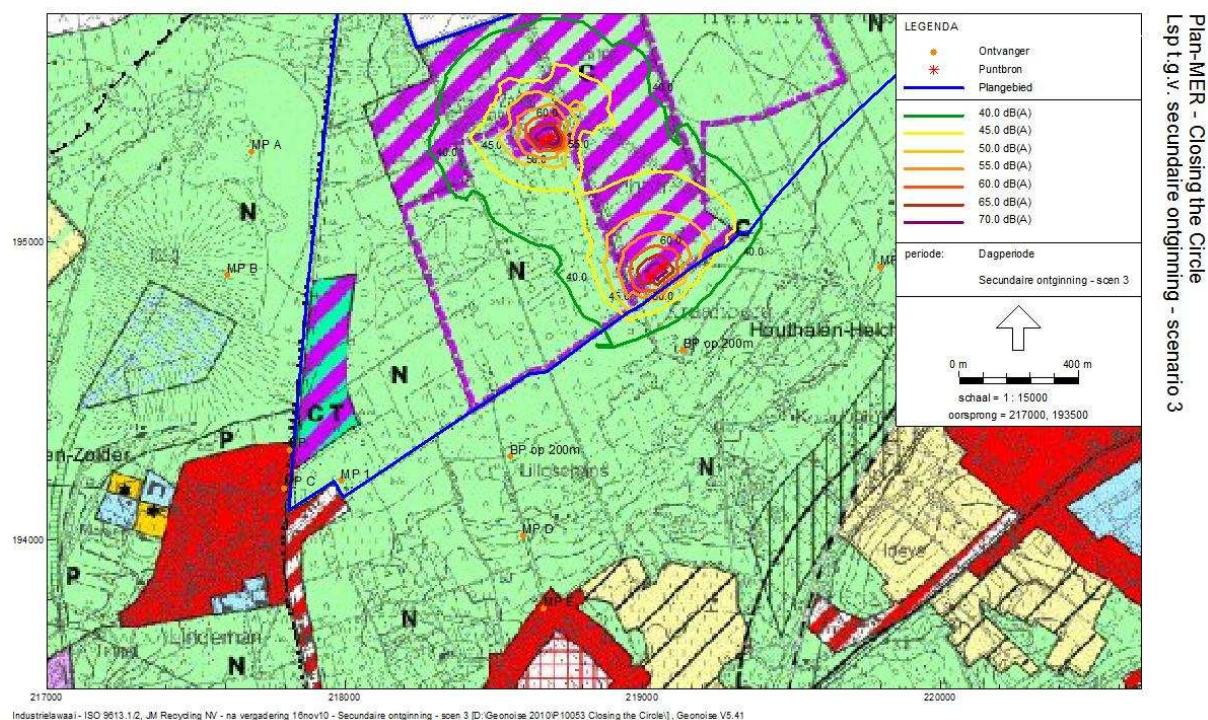 Plan-MER - Closing the Circle
Lsp t.g.v. secundaire ontginning - scenario 3
LEGENDA
Ontvanger
Puntbron
Plangebied
40.0 dB(A)
45.0 dB(A)
50.0 dB(A)
55.0 dB(A)
60.0 dB(A)
65.0 dB(A)
70.0 dB(A)
periode: Dagperiode
Secundaire ontginning - scen 3
0 m 400 m
schaal = 1 : 15000
oorsprong = 217000, 193500
N
N
40.0
60.0
40.0
45.0
55.0
50.0
MP A
N
C
195000
60.0
N
40.0
40.0
MP B
45.0
60.0
Houthalen-Helch
BP op 200m
N
C T
P
en-Zolder
BP op 200m
Lilloschans
N
MP C
MP 1
194000
MP D
P
MP E
N
Lindeman
N
217000
218000
219000
220000
Industrielawaai - ISO 9613.1/2, JM Recycling NV - na vergadering 16nov10 - Secundaire ontginning - scen 3 [D:\Geonoise 2010\P10053 Closing the Circle\] , Geonoise V5.41